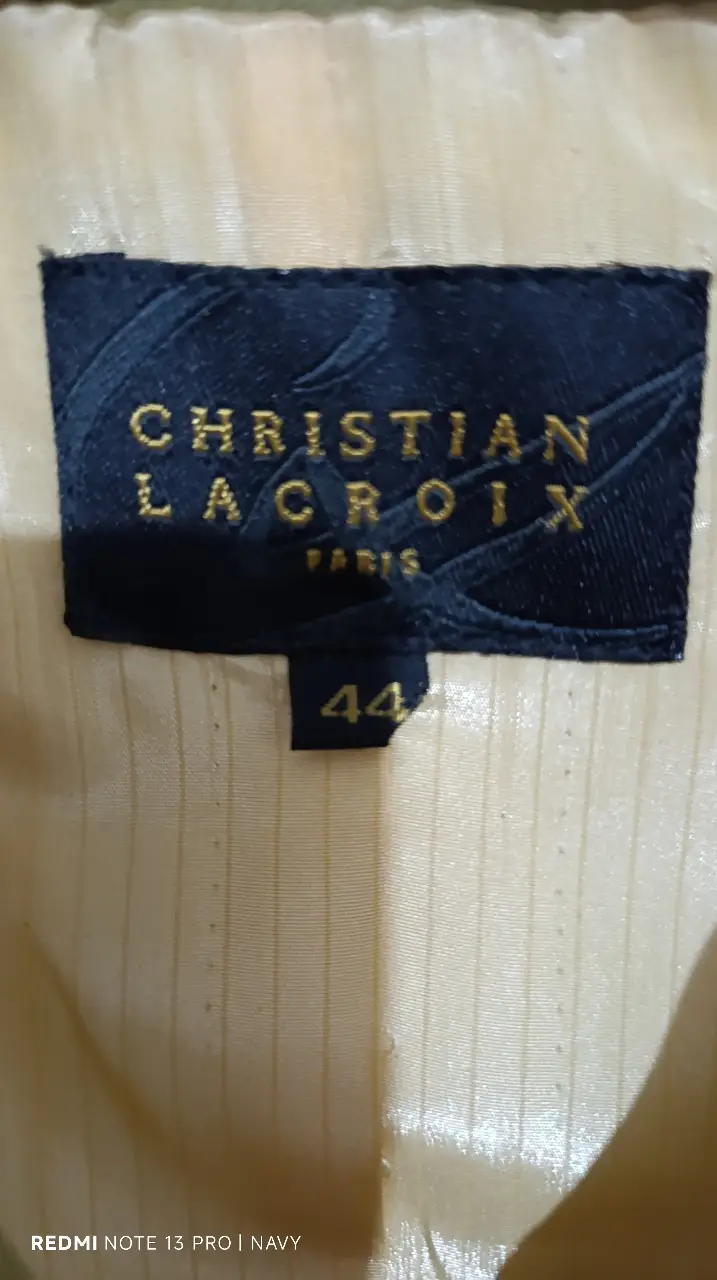 CHRISTIAN
LACROIX
PARIS
44
REDMI NOTE 13 PRO | NAVY